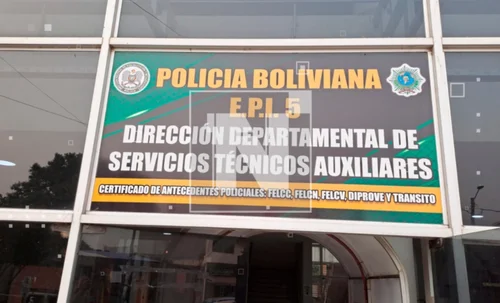 POLICIA BOLIVIANA
E.P.I. 5
DIRECCIÓN DEPARTAMENTAL DE
SERVICIOS TÉCNICOS AUXILIARES
CERTIFICADO DE ANTECEDENTES POLICIALES: FELCC, FELCN, FELCV, DIPROVE Y TRANSITO
N